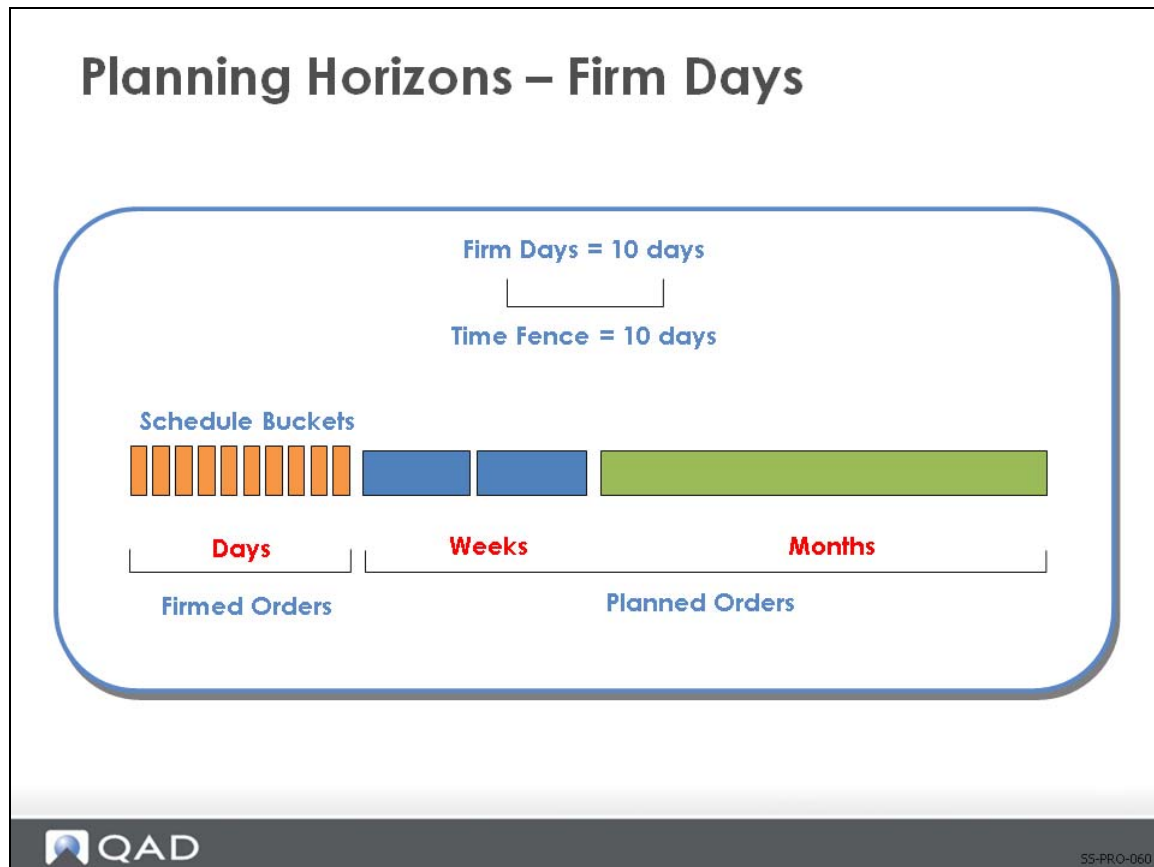 Planning Horizons – Firm Days
Firm Days = 10 days
Time Fence = 10 days
Schedule Buckets
Days
Weeks
Months
Firmed Orders
Planned Orders
QAD
55-PRO-060